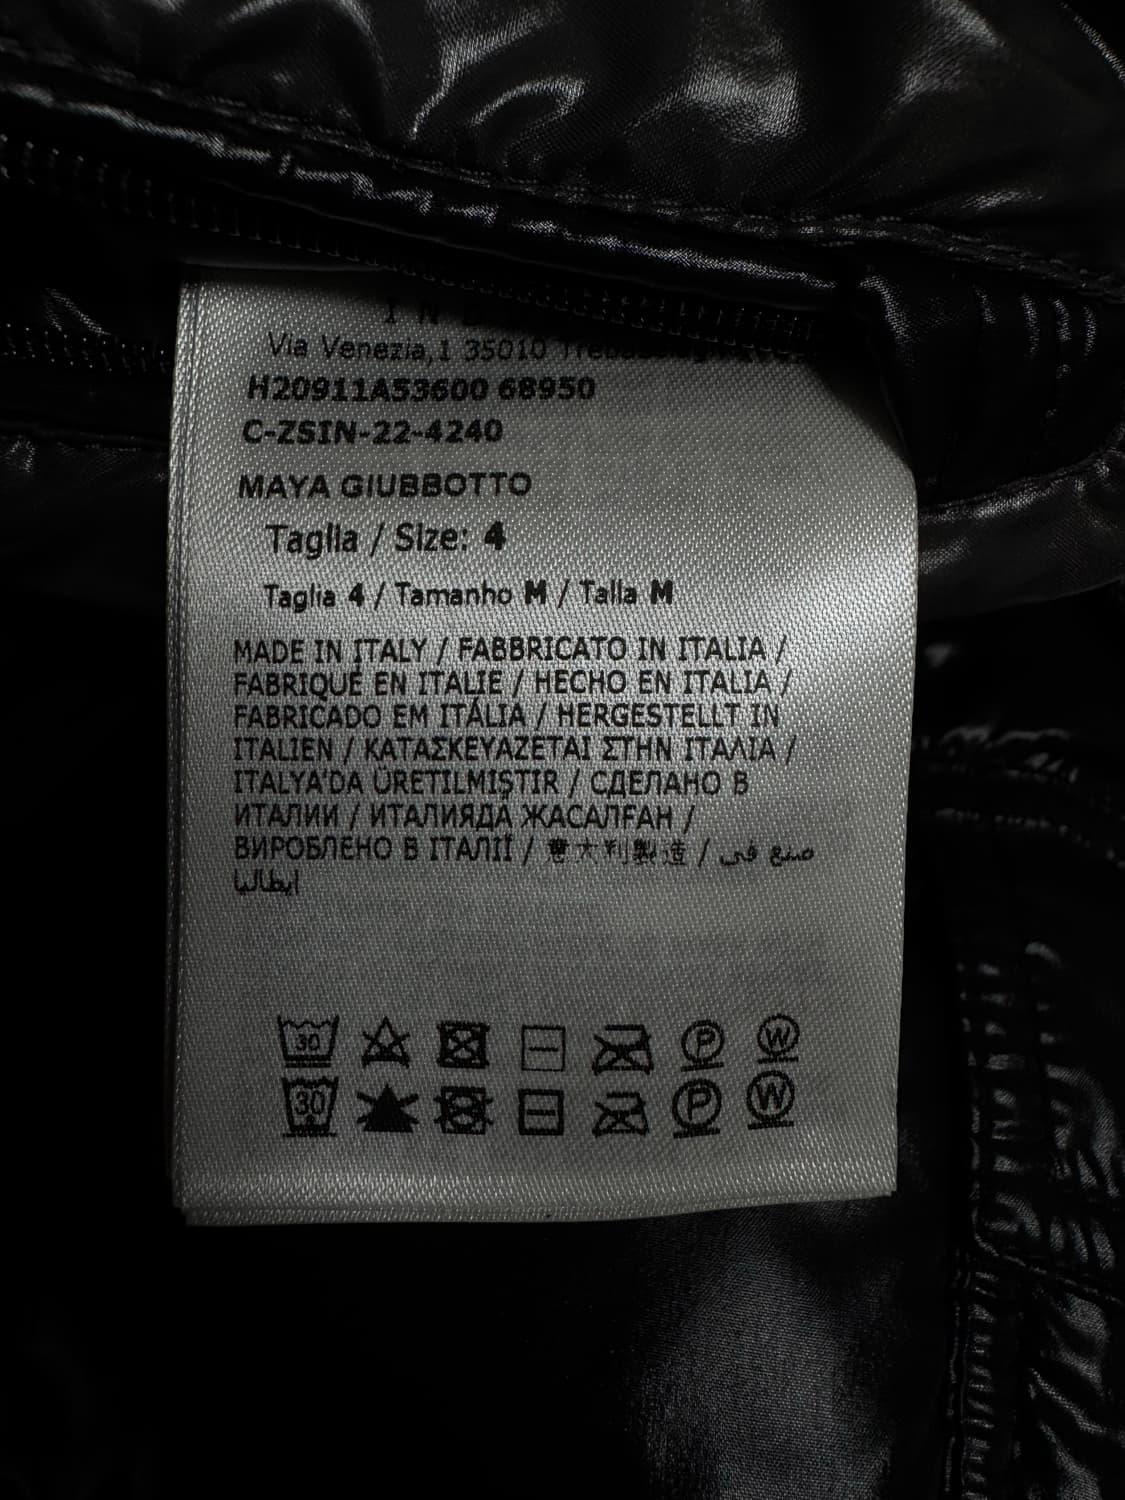 Via Venezia,1 35010
H20911A53600 68950
C-ZSIN-22-4240
MAYA GIUBBOTTO
Taglia / Size: 4
Taglia 4 / Tamanho M / Talla M
MADE IN ITALY / FABBRICATO IN ITALIA /
FABRIQUÉ EN ITALIE / HECHO EN ITALIA /
FABRICADO EM ITÁLIA / HERGESTELLT IN
ITALIEN / ΚΑΤΑΣΚΕΥΑΖΕΤΑΙ ΣΤΗΝ ΙΤΑΛΙΑ /
ITALYA'DA ÜRETILMIŞTIR / СДЕЛАНО В
ИТАЛИИ / ИТАЛИЯДА ЖАСАЛҒАН /
ВИРОБЛЕНО В ІТАЛІЇ / 意大利製造 / صنع في
ايطاليا
30 P W
30 P W